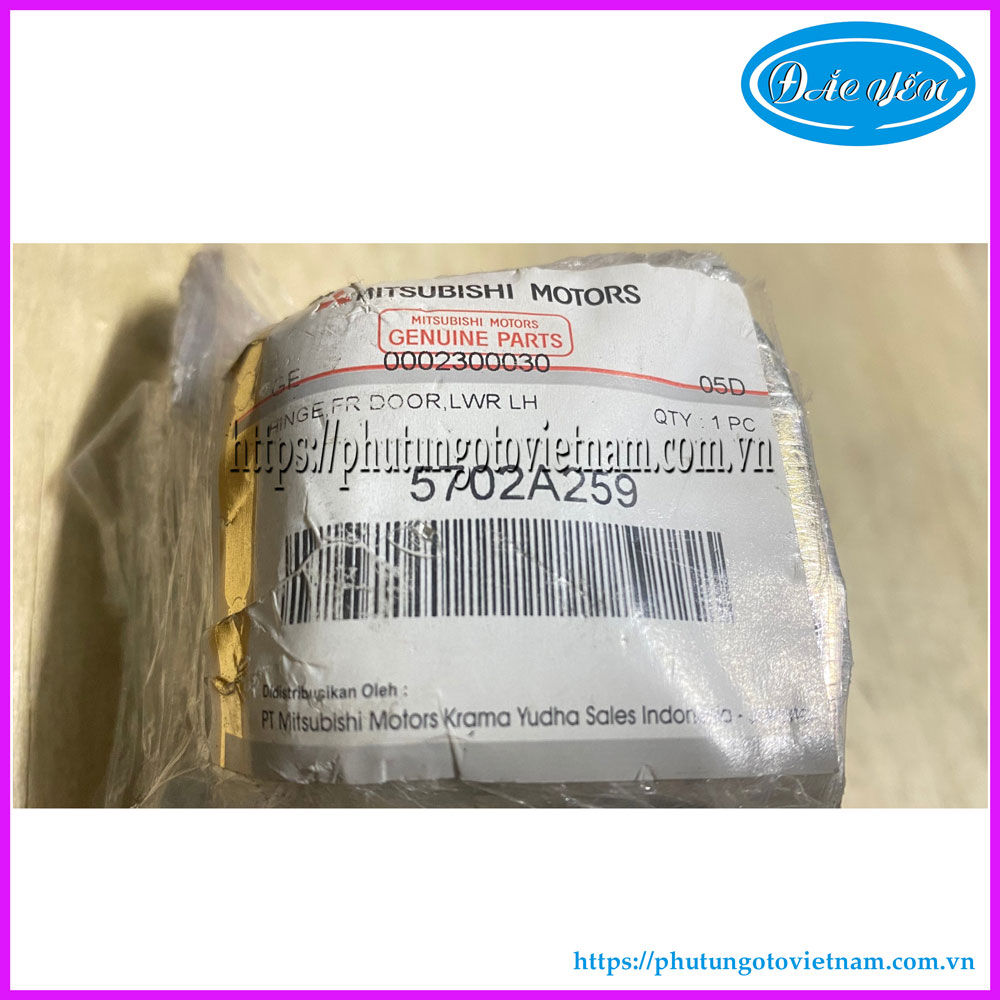 ĐẮC YẾN
MITSUBISHI MOTORS
MITSUBISHI MOTORS
GENUINE PARTS
0002300030
05D
HINGE,FR DOOR,LWR LH
QTY : 1 PC
https://phutungotovietnam.com.vn
5702A259
Didistribusikan Oleh :
PT Mitsubishi Motors Krama Yudha Sales Indonesia -
https://phutungotovietnam.com.vn